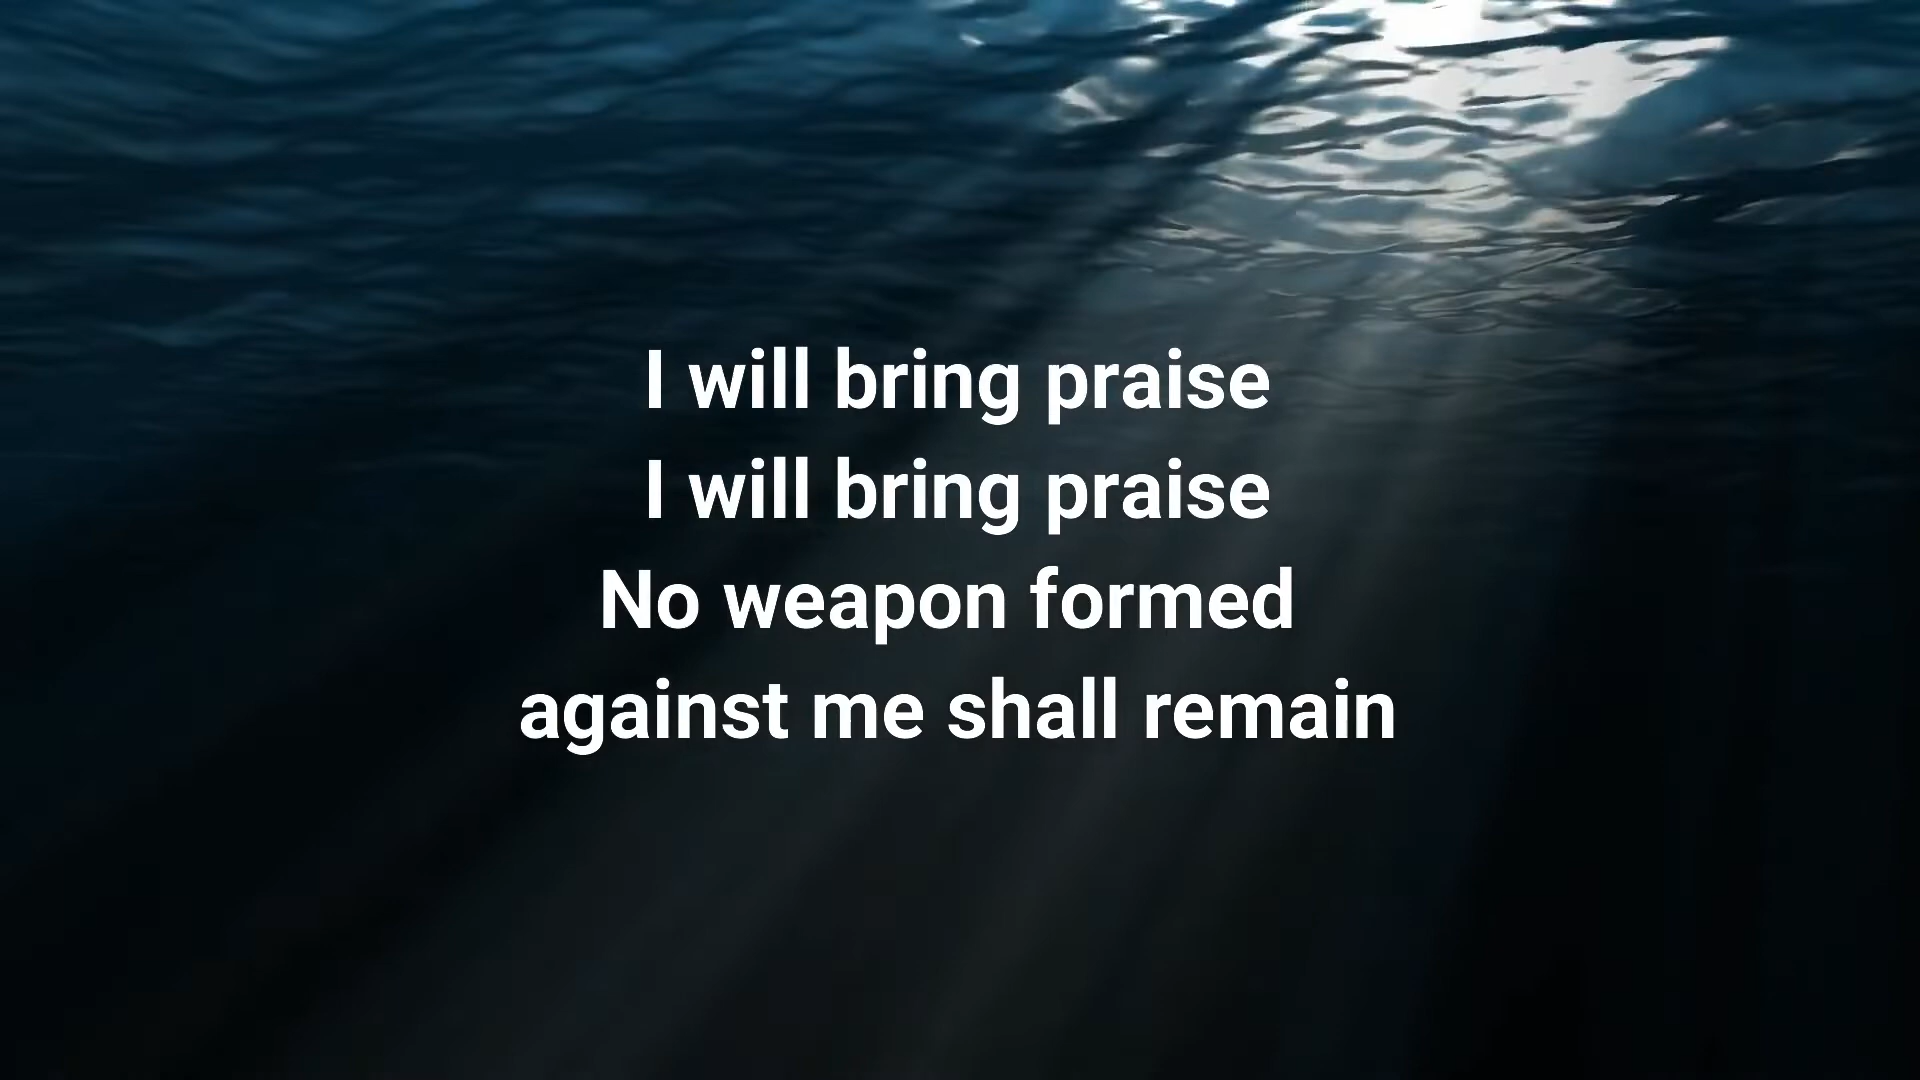 I will bring praise
I will bring praise
No weapon formed
against me shall remain